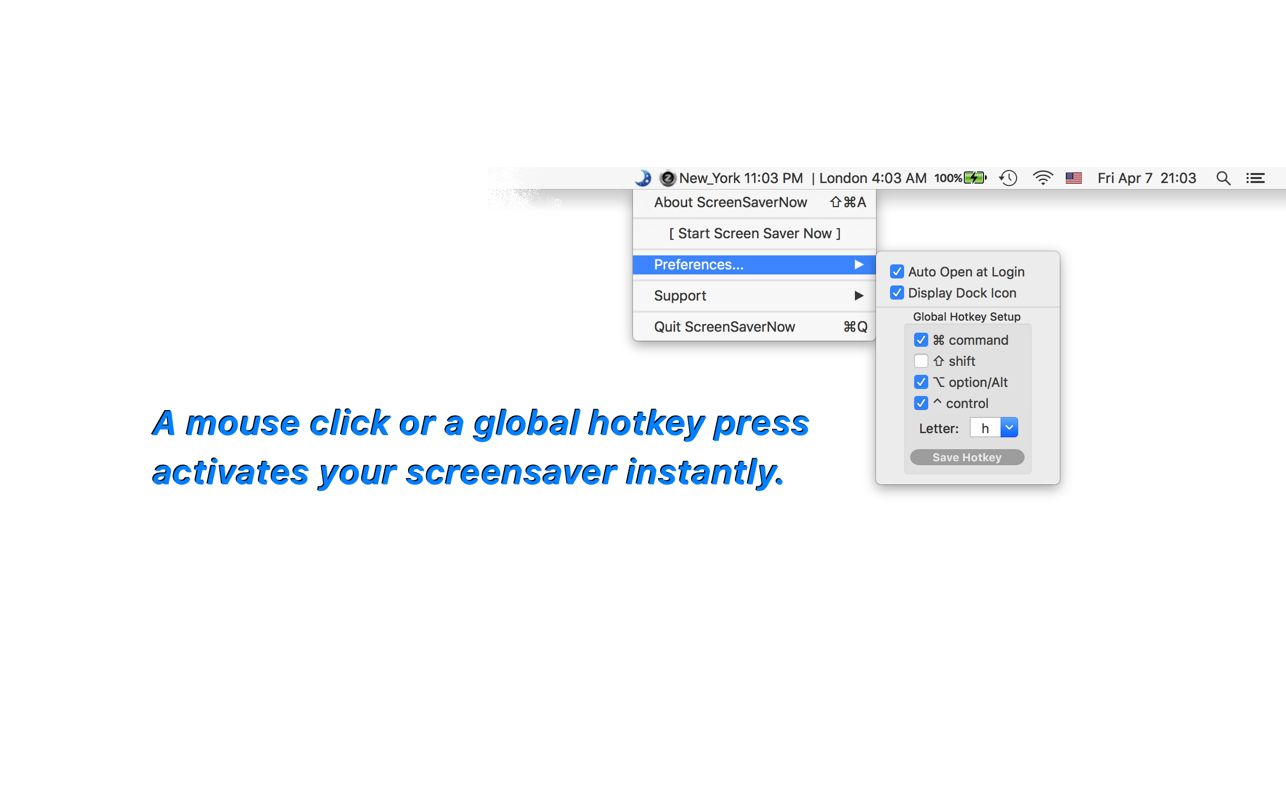 New_York 11:03 PM | London 4:03 AM 100% Fri Apr 7 21:03
About ScreenSaverNow ⇧⌘A
[ Start Screen Saver Now ]
Preferences... ▶
Support ▶
Quit ScreenSaverNow ⌘Q
Auto Open at Login
Display Dock Icon
Global Hotkey Setup
⌘ command
⇧ shift
⌥ option/Alt
^ control
Letter: h
Save Hotkey
A mouse click or a global hotkey press
activates your screensaver instantly.